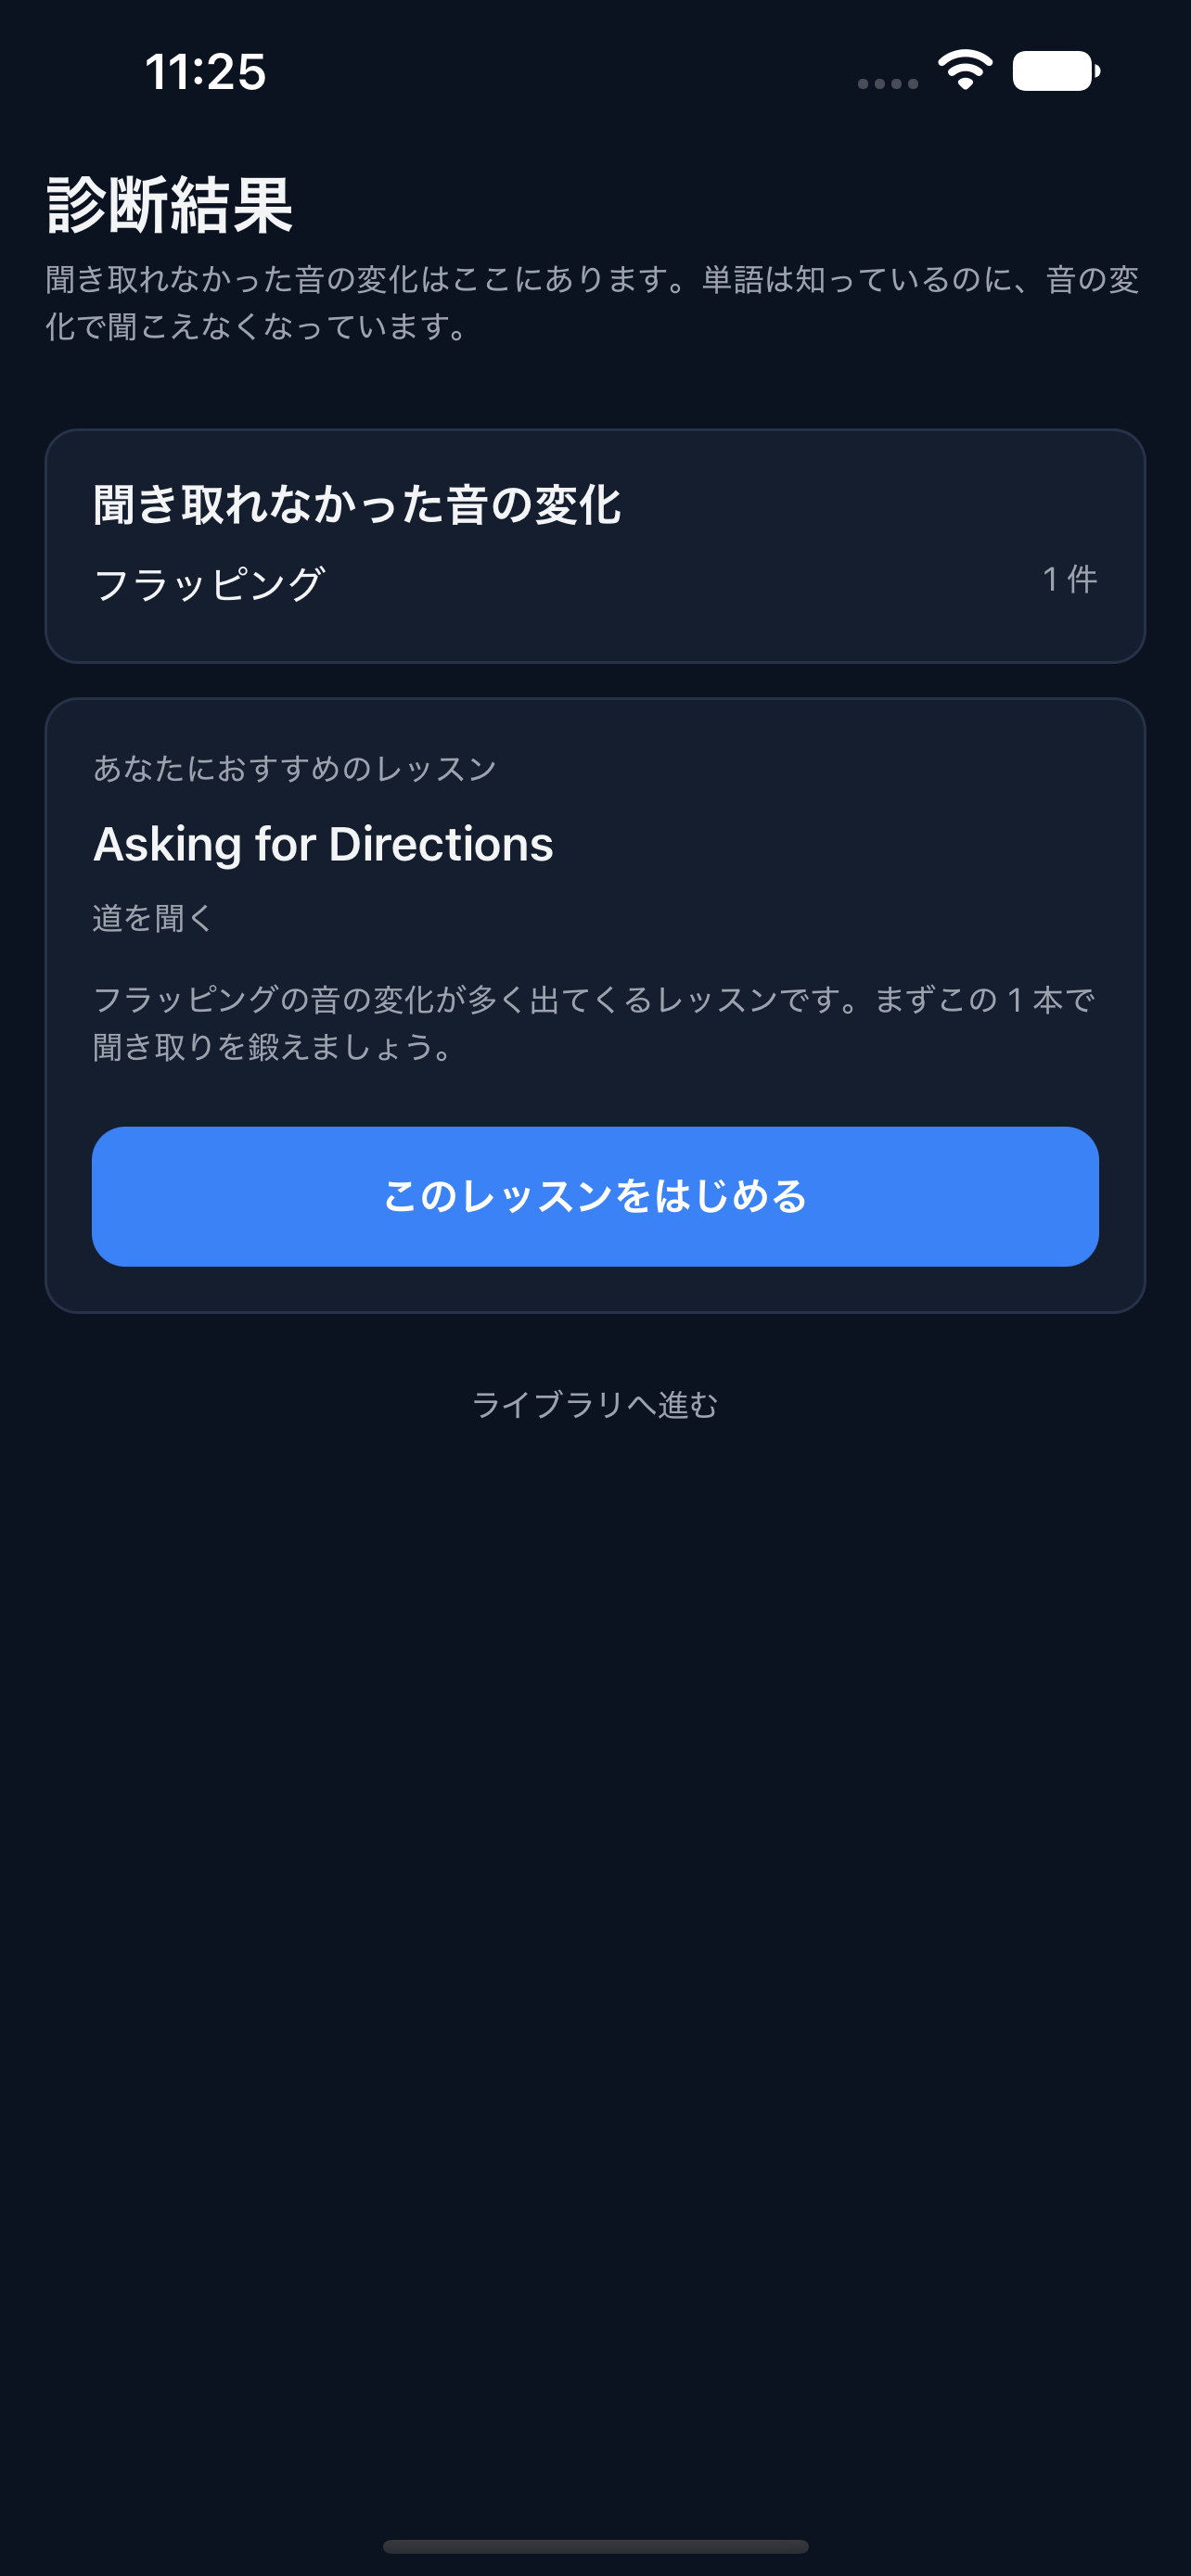 11:25
診断結果
聞き取れなかった音の変化はここにあります。単語は知っているのに、音の変
化で聞こえなくなっています。
聞き取れなかった音の変化
フラッピング 1 件
あなたにおすすめのレッスン
Asking for Directions
道を聞く
フラッピングの音の変化が多く出てくるレッスンです。まずこの 1 本で
聞き取りを鍛えましょう。
このレッスンをはじめる
ライブラリへ進む